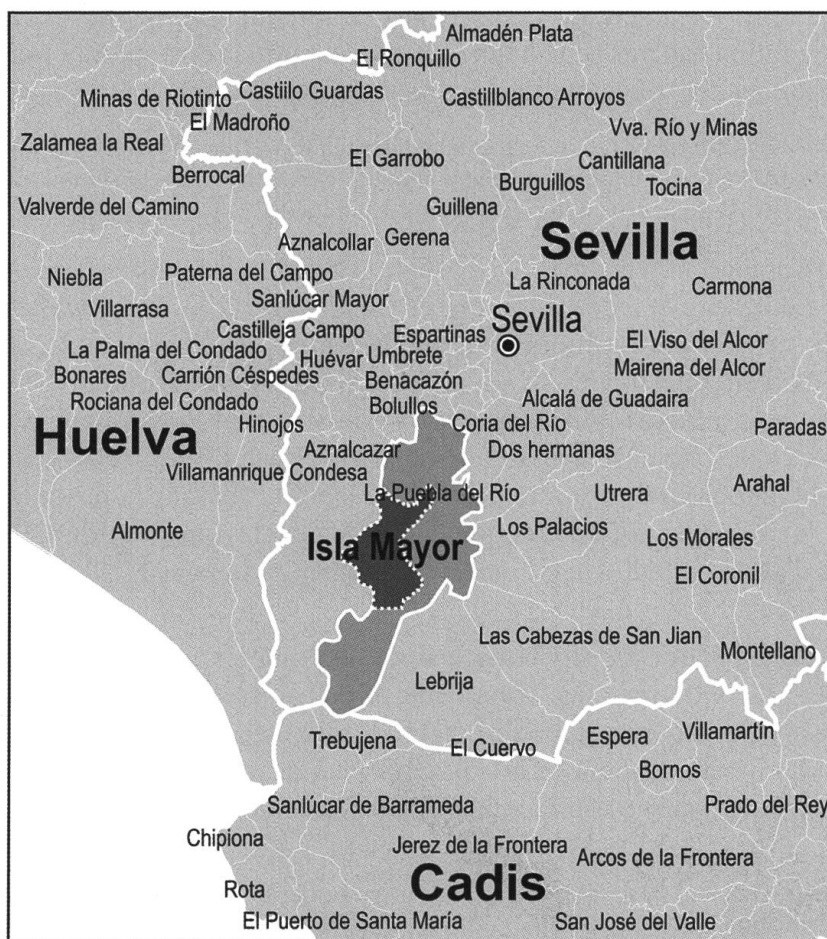 Almadén Plata
El Ronquillo
Castiilo Guardas
Minas de Riotinto
Castillblanco Arroyos
El Madroño
Vva. Río y Minas
Zalamea la Real
El Garrobo
Cantillana
Berrocal
Burguillos
Tocina
Valverde del Camino
Guillena
Aznalcollar
Gerena
Sevilla
Niebla
Paterna del Campo
La Rinconada
Carmona
Villarrasa
Sanlúcar Mayor
Castilleja Campo
Espartinas
Sevilla
El Viso del Alcor
La Palma del Condado
Huévar
Umbrete
Mairena del Alcor
Bonares
Carrión Céspedes
Benacazón
Rociana del Condado
Bolullos
Alcalá de Guadaira
Huelva
Hinojos
Coria del Río
Paradas
Aznalcazar
Dos hermanas
Villamanrique Condesa
La Puebla del Río
Utrera
Arahal
Almonte
Los Palacios
Los Morales
Isla Mayor
El Coronil
Las Cabezas de San Jian
Montellano
Lebrija
Trebujena
El Cuervo
Espera
Villamartín
Bornos
Sanlúcar de Barrameda
Prado del Rey
Chipiona
Jerez de la Frontera
Arcos de la Frontera
Cadis
Rota
El Puerto de Santa María
San José del Valle